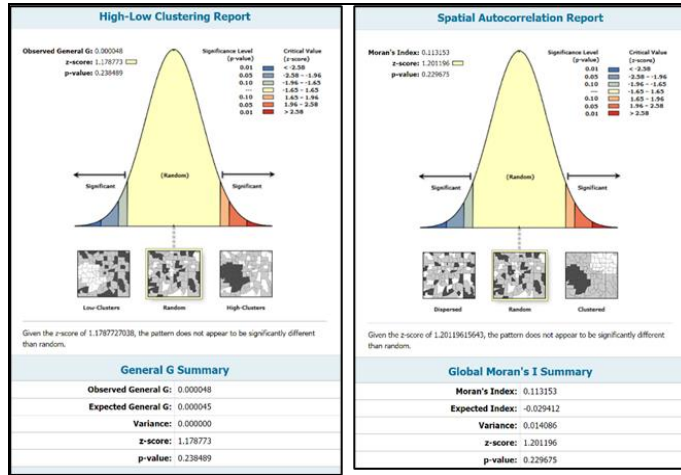 High-Low Clustering Report
Observed General G: 0.000048
z-score: 1.178773
p-value: 0.238489
Significance Level
(p-value)
Critical Value
(z-score)
0.01 < -2.58
0.05 -2.58 - -1.96
0.10 -1.96 - -1.65
--- -1.65 - 1.65
0.10 1.65 - 1.96
0.05 1.96 - 2.58
0.01 > 2.58
Significant
(Random)
Significant
Low-Clusters
Random
High-Clusters
Given the z-score of 1.1787727038, the pattern does not appear to be significantly different
than random.
General G Summary
Observed General G: 0.000048
Expected General G: 0.000045
Variance: 0.000000
z-score: 1.178773
p-value: 0.238489
Spatial Autocorrelation Report
Moran's Index: 0.113153
z-score: 1.201196
p-value: 0.229675
Significance Level
(p-value)
Critical Value
(z-score)
0.01 < -2.58
0.05 -2.58 - -1.96
0.10 -1.96 - -1.65
--- -1.65 - 1.65
0.10 1.65 - 1.96
0.05 1.96 - 2.58
0.01 > 2.58
Significant
(Random)
Significant
Dispersed
Random
Clustered
Given the z-score of 1.20119615643, the pattern does not appear to be significantly different
than random.
Global Moran's I Summary
Moran's Index: 0.113153
Expected Index: -0.029412
Variance: 0.014086
z-score: 1.201196
p-value: 0.229675